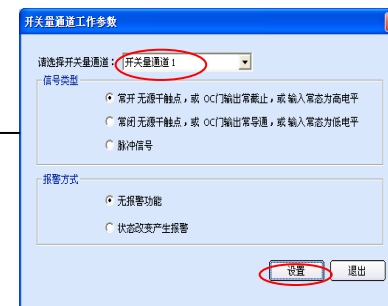 开关量通道工作参数
请选择开关量通道： 开关量通道1
信号类型
常开 无源干触点，或 OC门输出常截止，或 输入常态为高电平
常闭 无源干触点，或 OC门输出常导通，或 输入常态为低电平
脉冲信号
报警方式
无报警功能
状态改变产生报警
设置 退出